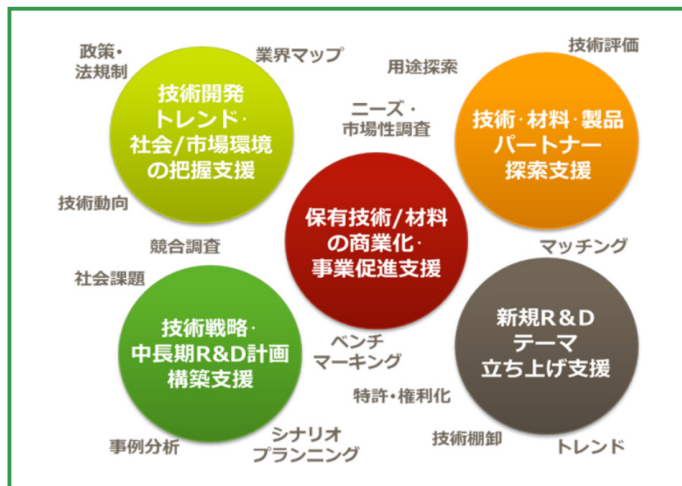 政策・
法規制
業界マップ
用途探索
技術評価
技術開発
トレンド・
社会/市場環境
の把握支援
ニーズ・
市場性調査
技術・材料・製品
パートナー
探索支援
技術動向
競合調査
社会課題
保有技術/材料
の商業化・
事業促進支援
マッチング
技術戦略・
中長期R&D計画
構築支援
ベンチ
マーキング
新規R&D
テーマ
立ち上げ支援
特許・権利化
事例分析
シナリオ
プランニング
技術棚卸
トレンド